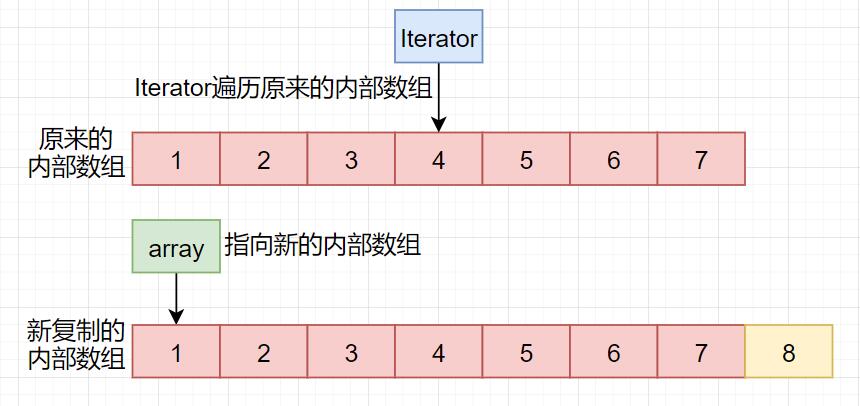 Iterator
Iterator遍历原来的内部数组
原来的
内部数组
1 2 3 4 5 6 7
array
指向新的内部数组
新复制的
内部数组
1 2 3 4 5 6 7 8